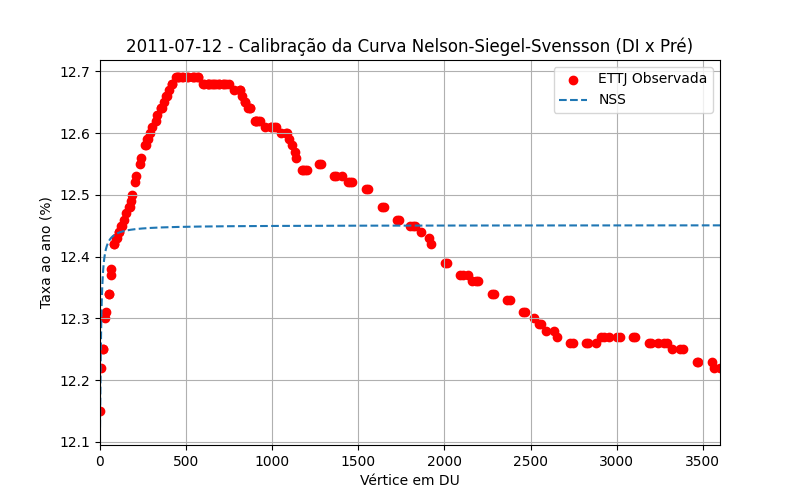 2011-07-12 - Calibração da Curva Nelson-Siegel-Svensson (DI x Pré)
ETTJ Observada
NSS
Taxa ao ano (%)
12.7
12.6
12.5
12.4
12.3
12.2
12.1
0 500 1000 1500 2000 2500 3000 3500
Vértice em DU